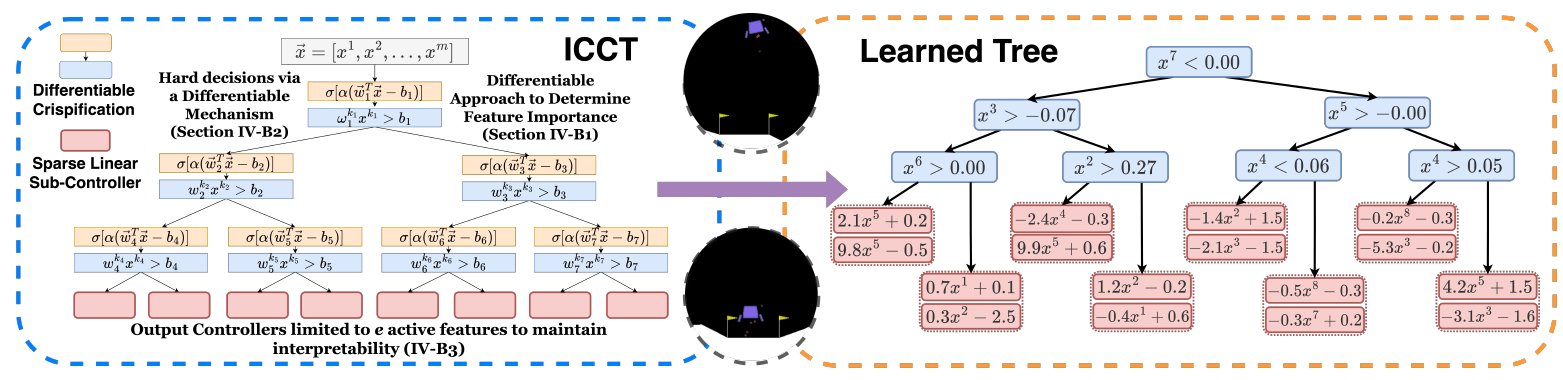 ICCT
$\vec{x} = [x^1, x^2, \ldots, x^m]$
Differentiable
Crispification
Sparse Linear
Sub-Controller
Hard decisions via
a Differentiable
Mechanism
(Section IV-B2)
Differentiable
Approach to Determine
Feature Importance
(Section IV-B1)
$\sigma[\alpha(\vec{w}_1^T\vec{x} - b_1)]$
$\omega_1^{k_1} x^{k_1} > b_1$
$\sigma[\alpha(\vec{w}_2^T\vec{x} - b_2)]$
$w_2^{k_2} x^{k_2} > b_2$
$\sigma[\alpha(\vec{w}_3^T\vec{x} - b_3)]$
$w_3^{k_3} x^{k_3} > b_3$
$\sigma[\alpha(\vec{w}_4^T\vec{x} - b_4)]$
$w_4^{k_4} x^{k_4} > b_4$
$\sigma[\alpha(\vec{w}_5^T\vec{x} - b_5)]$
$w_5^{k_5} x^{k_5} > b_5$
$\sigma[\alpha(\vec{w}_6^T\vec{x} - b_6)]$
$w_6^{k_6} x^{k_6} > b_6$
$\sigma[\alpha(\vec{w}_7^T\vec{x} - b_7)]$
$w_7^{k_7} x^{k_7} > b_7$
Output Controllers limited to e active features to maintain
interpretability (IV-B3)
Learned Tree
$x^7 < 0.00$
$x^3 > -0.07$
$x^5 > -0.00$
$x^6 > 0.00$
$x^2 > 0.27$
$x^4 < 0.06$
$x^4 > 0.05$
$2.1x^5 + 0.2$
$9.8x^5 - 0.5$
$0.7x^1 + 0.1$
$0.3x^2 - 2.5$
$-2.4x^4 - 0.3$
$9.9x^5 + 0.6$
$1.2x^2 - 0.2$
$-0.4x^1 + 0.6$
$-1.4x^2 + 1.5$
$-2.1x^3 - 1.5$
$-0.5x^8 - 0.3$
$-0.3x^7 + 0.2$
$-0.2x^8 - 0.3$
$-5.3x^3 - 0.2$
$4.2x^5 + 1.5$
$-3.1x^3 - 1.6$